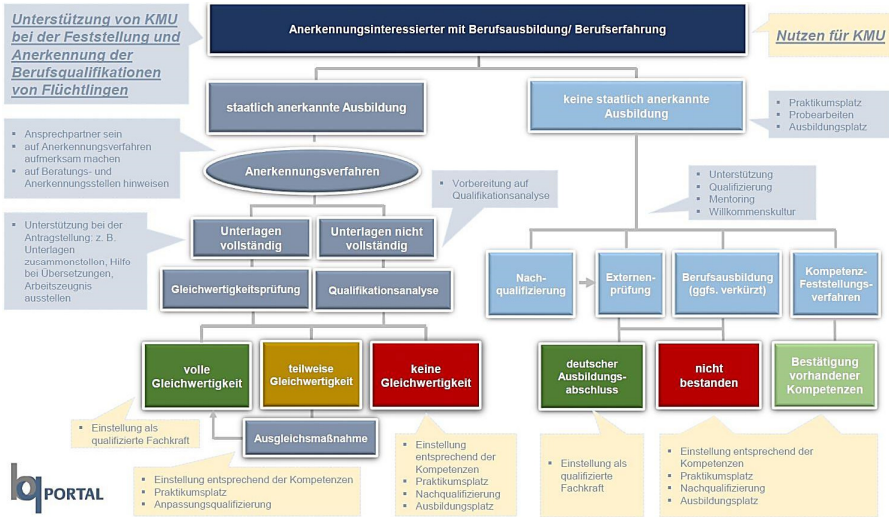 Unterstützung von KMU
bei der Feststellung und
Anerkennung der
Berufsqualifikationen
von Flüchtlingen
Anerkennungsinteressierter mit Berufsausbildung/ Berufserfahrung
Nutzen für KMU
staatlich anerkannte Ausbildung
keine staatlich anerkannte
Ausbildung
▪ Praktikumsplatz
▪ Probearbeiten
▪ Ausbildungsplatz
▪ Ansprechpartner sein
▪ auf Anerkennungsverfahren
aufmerksam machen
▪ auf Beratungs- und
Anerkennungsstellen hinweisen
Anerkennungsverfahren
▪ Vorbereitung auf
Qualifikationsanalyse
▪ Unterstützung
▪ Qualifizierung
▪ Mentoring
▪ Willkommenskultur
▪ Unterstützung bei der
Antragstellung: z. B.
Unterlagen
zusammenstellen, Hilfe
bei Übersetzungen,
Arbeitszeugnis
ausstellen
Unterlagen
vollständig
Unterlagen nicht
vollständig
Gleichwertigkeitsprüfung
Qualifikationsanalyse
Nach-
qualifizierung
Externen-
prüfung
Berufsausbildung
(ggfs. verkürzt)
Kompetenz-
Feststellungs-
verfahren
volle
Gleichwertigkeit
teilweise
Gleichwertigkeit
keine
Gleichwertigkeit
deutscher
Ausbildungs-
abschluss
nicht
bestanden
Bestätigung
vorhandener
Kompetenzen
▪ Einstellung als
qualifizierte Fachkraft
Ausgleichsmaßnahme
▪ Einstellung entsprechend der Kompetenzen
▪ Praktikumsplatz
▪ Anpassungsqualifizierung
▪ Einstellung
entsprechend der
Kompetenzen
▪ Praktikumsplatz
▪ Nachqualifizierung
▪ Ausbildungsplatz
▪ Einstellung als
qualifizierte
Fachkraft
▪ Einstellung entsprechend der
Kompetenzen
▪ Praktikumsplatz
▪ Nachqualifizierung
▪ Ausbildungsplatz
bq PORTAL